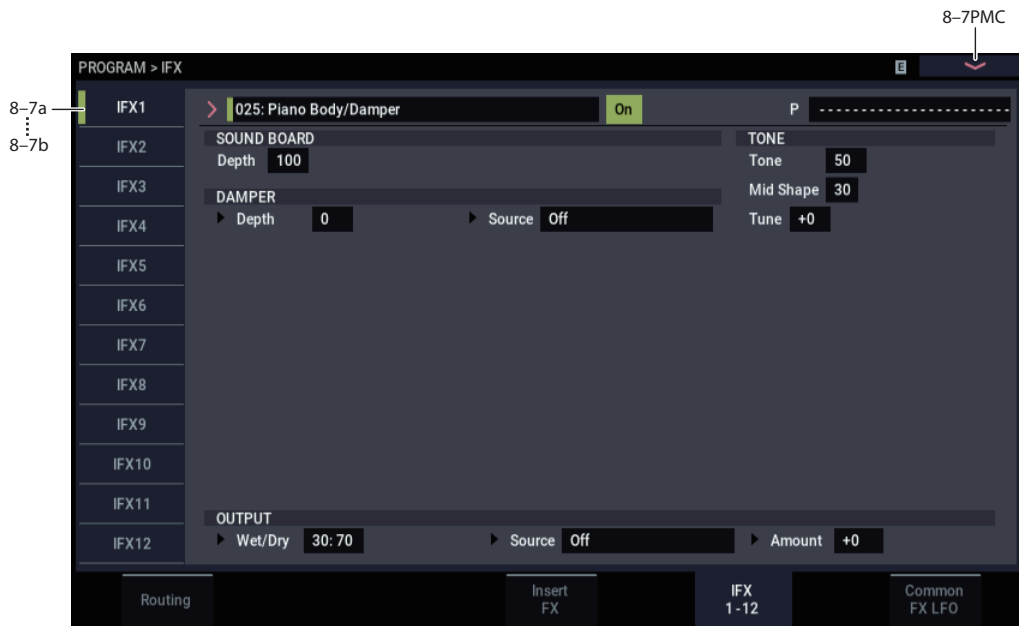 8–7PMC
PROGRAM > IFX
E
8–7a
8–7b
IFX1
IFX2
IFX3
IFX4
IFX5
IFX6
IFX7
IFX8
IFX9
IFX10
IFX11
IFX12
025: Piano Body/Damper
On
P ------------------------
SOUND BOARD
Depth 100
DAMPER
Depth 0 Source Off
TONE
Tone 50
Mid Shape 30
Tune +0
OUTPUT
Wet/Dry 30: 70 Source Off Amount +0
Routing
Insert
FX
IFX
1 -12
Common
FX LFO